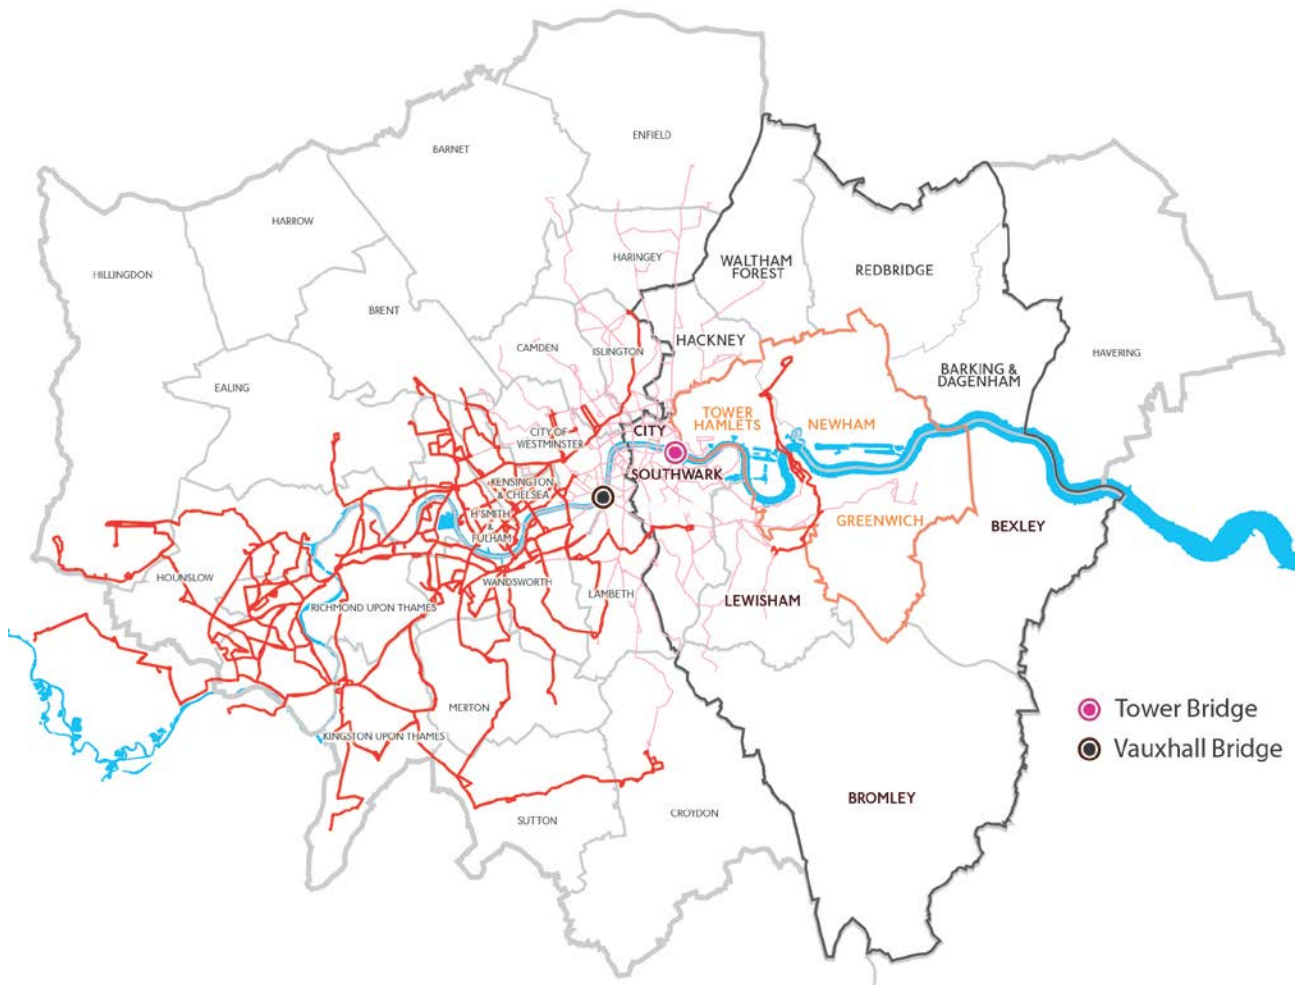 ENFIELD
BARNET
HARROW
HARINGEY
WALTHAM
FOREST
REDBRIDGE
HILLINGDON
BRENT
CAMDEN
ISLINGTON
HACKNEY
HAVERING
BARKING &
DAGENHAM
EALING
TOWER
HAMLETS
NEWHAM
CITY OF
WESTMINSTER
CITY
SOUTHWARK
KENSINGTON
& CHELSEA
H'SMITH
&
FULHAM
GREENWICH
BEXLEY
HOUNSLOW
WANDSWORTH
LAMBETH
RICHMOND UPON THAMES
LEWISHAM
MERTON
KINGSTON UPON THAMES
Tower Bridge
Vauxhall Bridge
BROMLEY
SUTTON
CROYDON